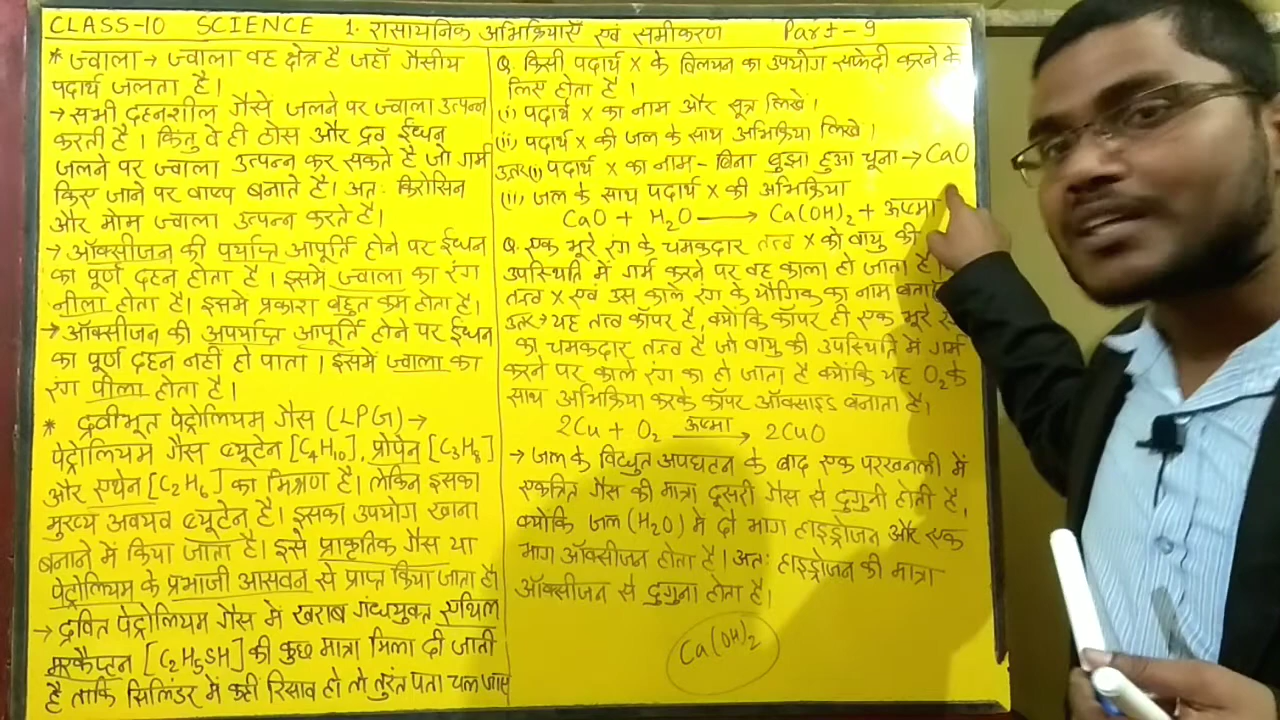 CLASS-10 SCIENCE 1. रासायनिक अभिक्रियाएँ एवं समीकरण Part-9
* ज्वाला → ज्वाला वह क्षेत्र है जहाँ गैसीय
पदार्थ जलता है।
→ सभी दहनशील गैसें जलने पर ज्वाला उत्पन्न
करती है। किंतु वे ही ठोस और द्रव ईंधन
जलने पर ज्वाला उत्पन्न कर सकते है जो गर्म
किए जाने पर वाष्प बनाते है। अतः किरोसिन
और मोम ज्वाला उत्पन्न करते है।
→ ऑक्सीजन की पर्याप्त आपूर्ति होने पर ईंधन
का पूर्ण दहन होता है। इसमें ज्वाला का रंग
नीला होता है। इसमे प्रकाश बहुत कम होता है।
→ ऑक्सीजन की अपर्याप्त आपूर्ति होने पर ईंधन
का पूर्ण दहन नहीं हो पाता। इसमें ज्वाला का
रंग पीला होता है।
* द्रवीभूत पेट्रोलियम गैस (LPG) →
पेट्रोलियम गैस ब्यूटेन [C₄H₁₀], प्रोपेन [C₃H₈]
और एथेन [C₂H₆] का मिश्रण है। लेकिन इसका
मुख्य अवयव ब्यूटेन है। इसका उपयोग खाना
बनाने में किया जाता है। इसे प्राकृतिक गैस या
पेट्रोलियम के प्रभाजी आसवन से प्राप्त किया जाता है।
→ द्रवित पेट्रोलियम गैस में खराब गंधयुक्त एथिल
मरकैप्टन [C₂H₅SH] की कुछ मात्रा मिला दी जाती
है ताकि सिलिंडर में कही रिसाव हो तो तुरंत पता चल जाए
Q. किसी पदार्थ X के विलयन का उपयोग सफेदी करने के
लिए होता है।
(i) पदार्थ X का नाम और सूत्र लिखें।
(ii) पदार्थ X की जल के साथ अभिक्रिया लिखें।
उत्तर(i) पदार्थ X का नाम - बिना बुझा हुआ चूना → CaO
(ii) जल के साथ पदार्थ X की अभिक्रिया
CaO + H₂O ⟶ Ca(OH)₂ + ऊष्मा
Q. एक भूरे रंग के चमकदार तत्त्व X को वायु की
उपस्थिति में गर्म करने पर वह काला हो जाता है।
तत्त्व X एवं उस काले रंग के यौगिक का नाम
उत्तर → यह तत्त्व कॉपर है, क्योंकि कॉपर ही एक भूरे
का चमकदार तत्त्व है जो वायु की उपस्थिति में गर्म
करने पर काले रंग का हो जाता है क्योंकि यह O₂ के
साथ अभिक्रिया करके कॉपर ऑक्साइड बनाता है।
2Cu + O₂ ऊष्मा⟶ 2CuO
→ जल के विद्युत अपघटन के बाद एक परखनली में
एकत्रित गैस की मात्रा दूसरी गैस से दुगुनी होती है,
क्योंकि जल (H₂O) में दो भाग हाइड्रोजन और एक
भाग ऑक्सीजन होता है। अतः हाइड्रोजन की मात्रा
ऑक्सीजन से दुगुना होता है।
Ca(OH)₂